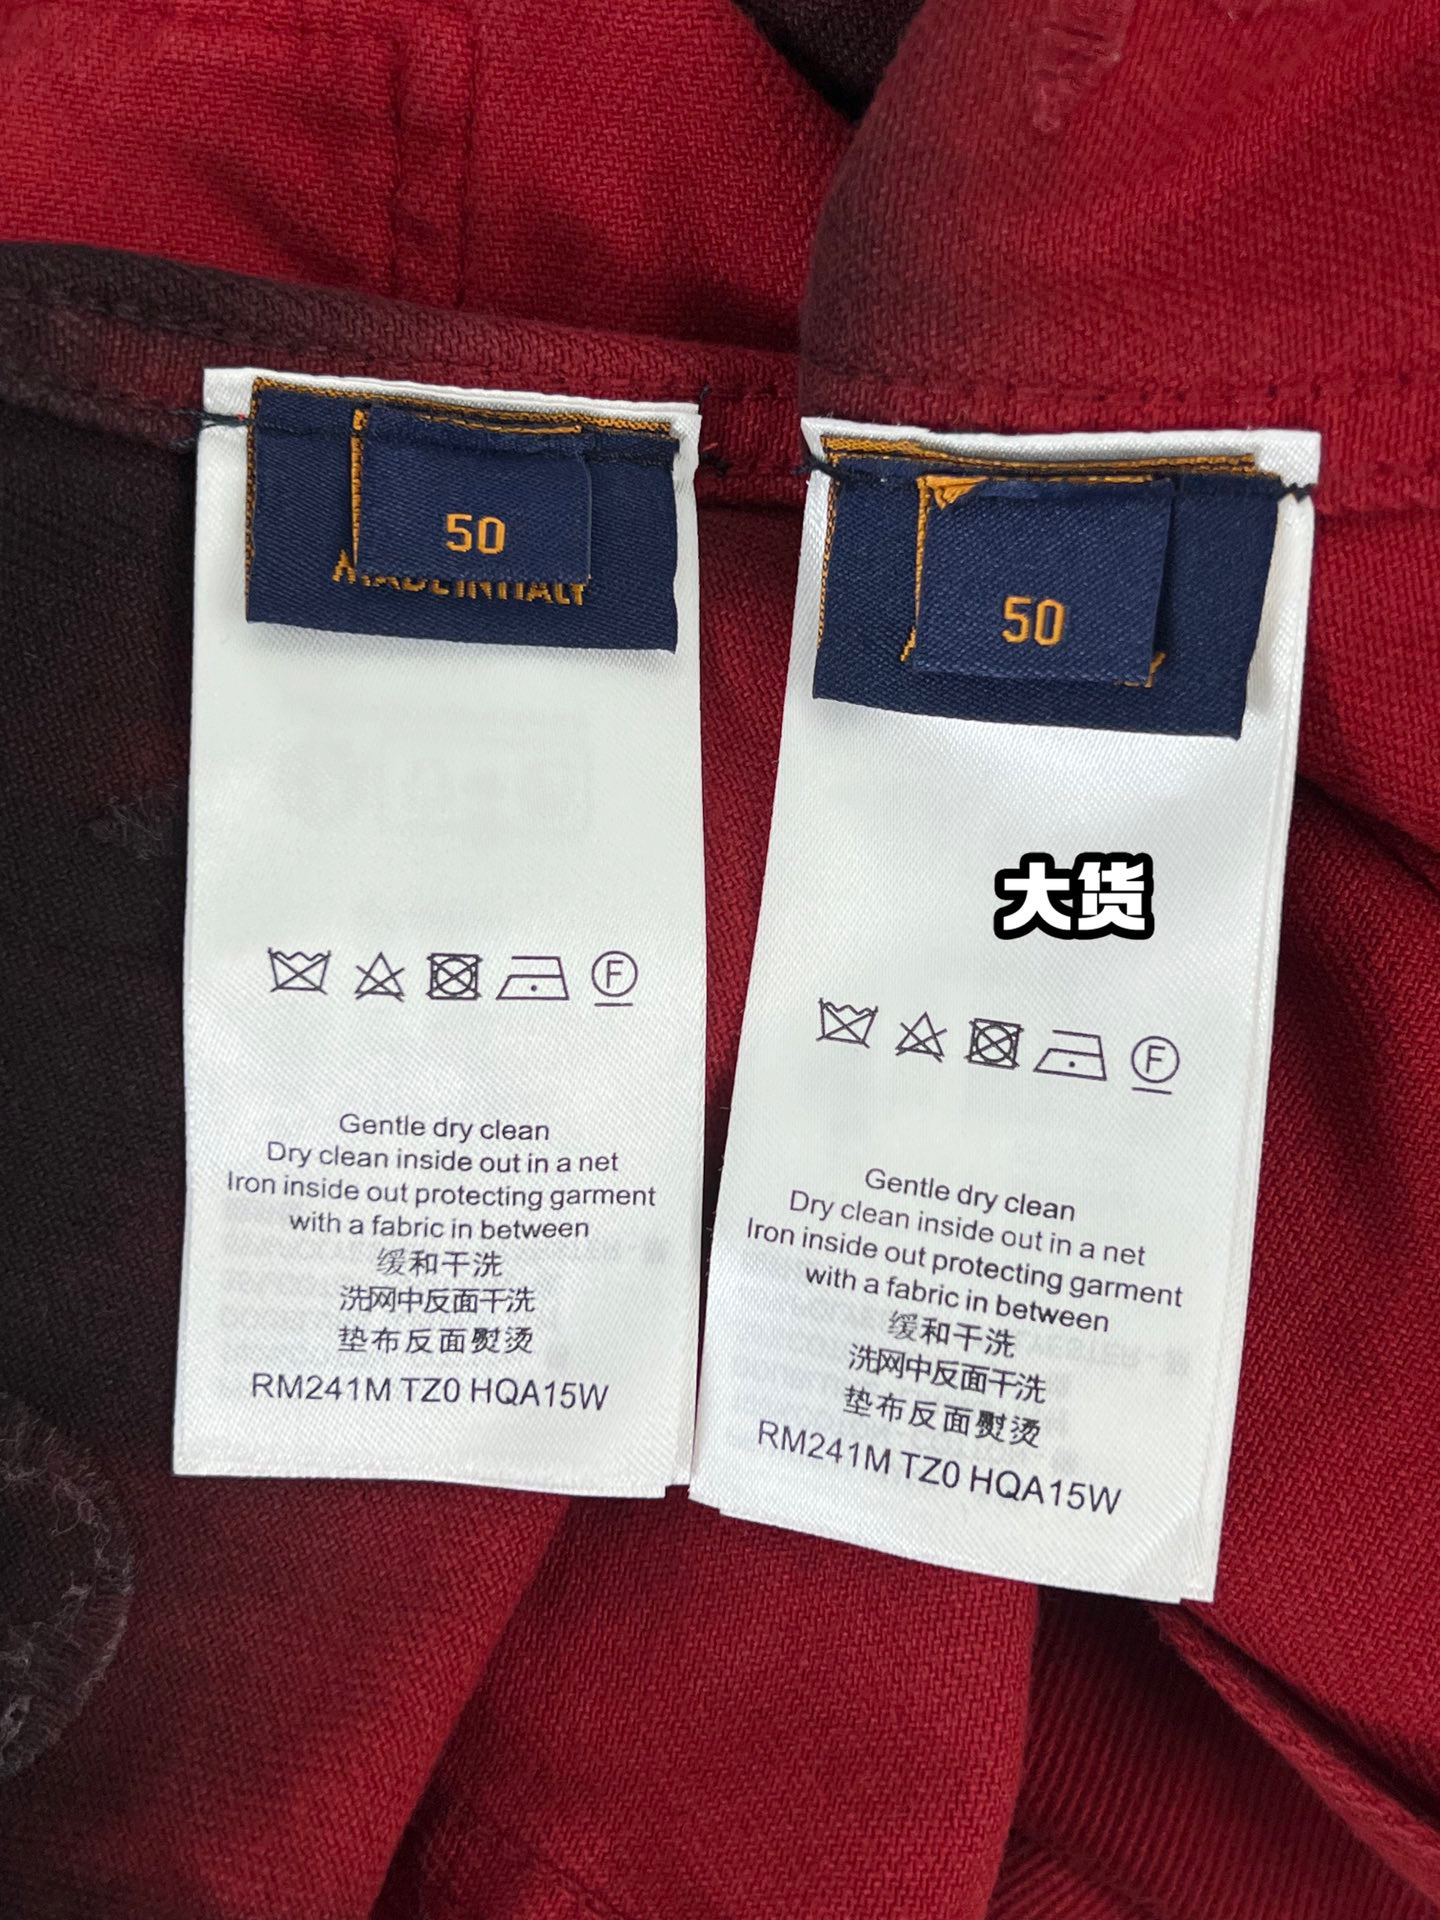 50
MADE IN ITALY
F
Gentle dry clean
Dry clean inside out in a net
Iron inside out protecting garment
with a fabric in between
缓和干洗
洗网中反面干洗
垫布反面熨烫
RM241M TZ0 HQA15W
50
大货
F
Gentle dry clean
Dry clean inside out in a net
Iron inside out protecting garment
with a fabric in between
缓和干洗
洗网中反面干洗
垫布反面熨烫
RM241M TZ0 HQA15W